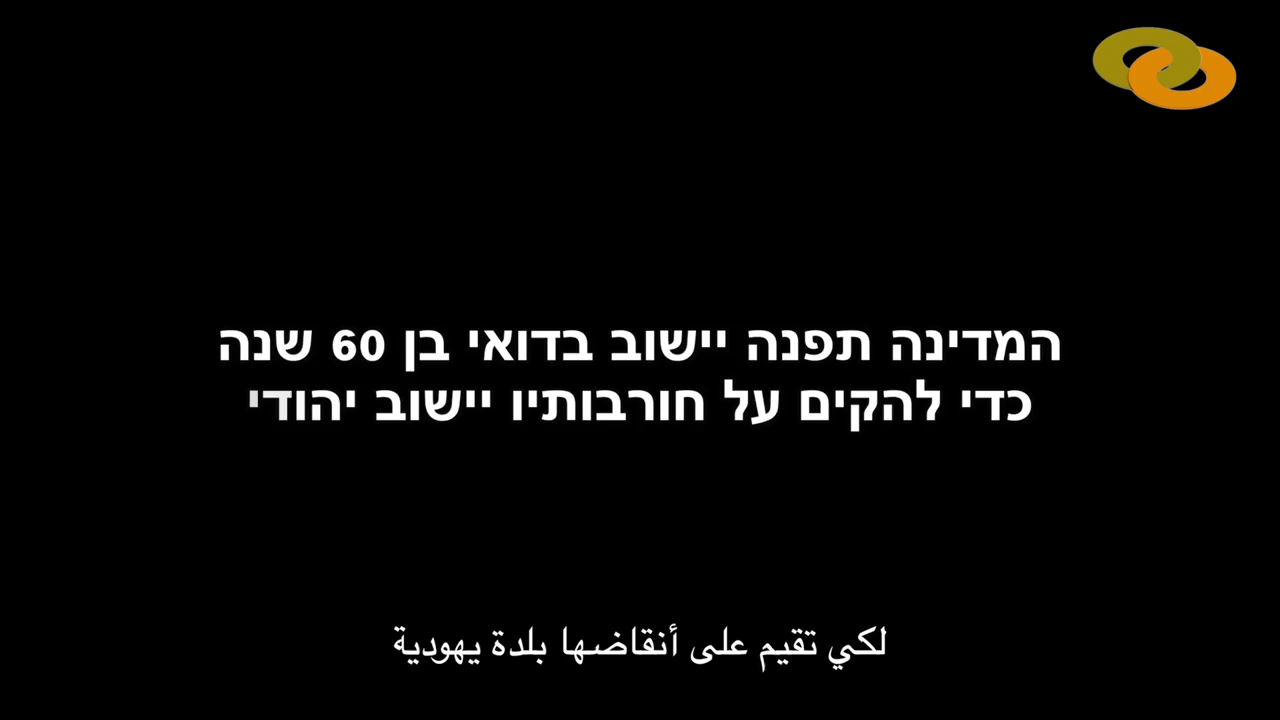 המדינה תפנה יישוב בדואי בן 60 שנה
כדי להקים על חורבותיו יישוב יהודי
لكي تقيم على أنقاضها بلدة يهودية